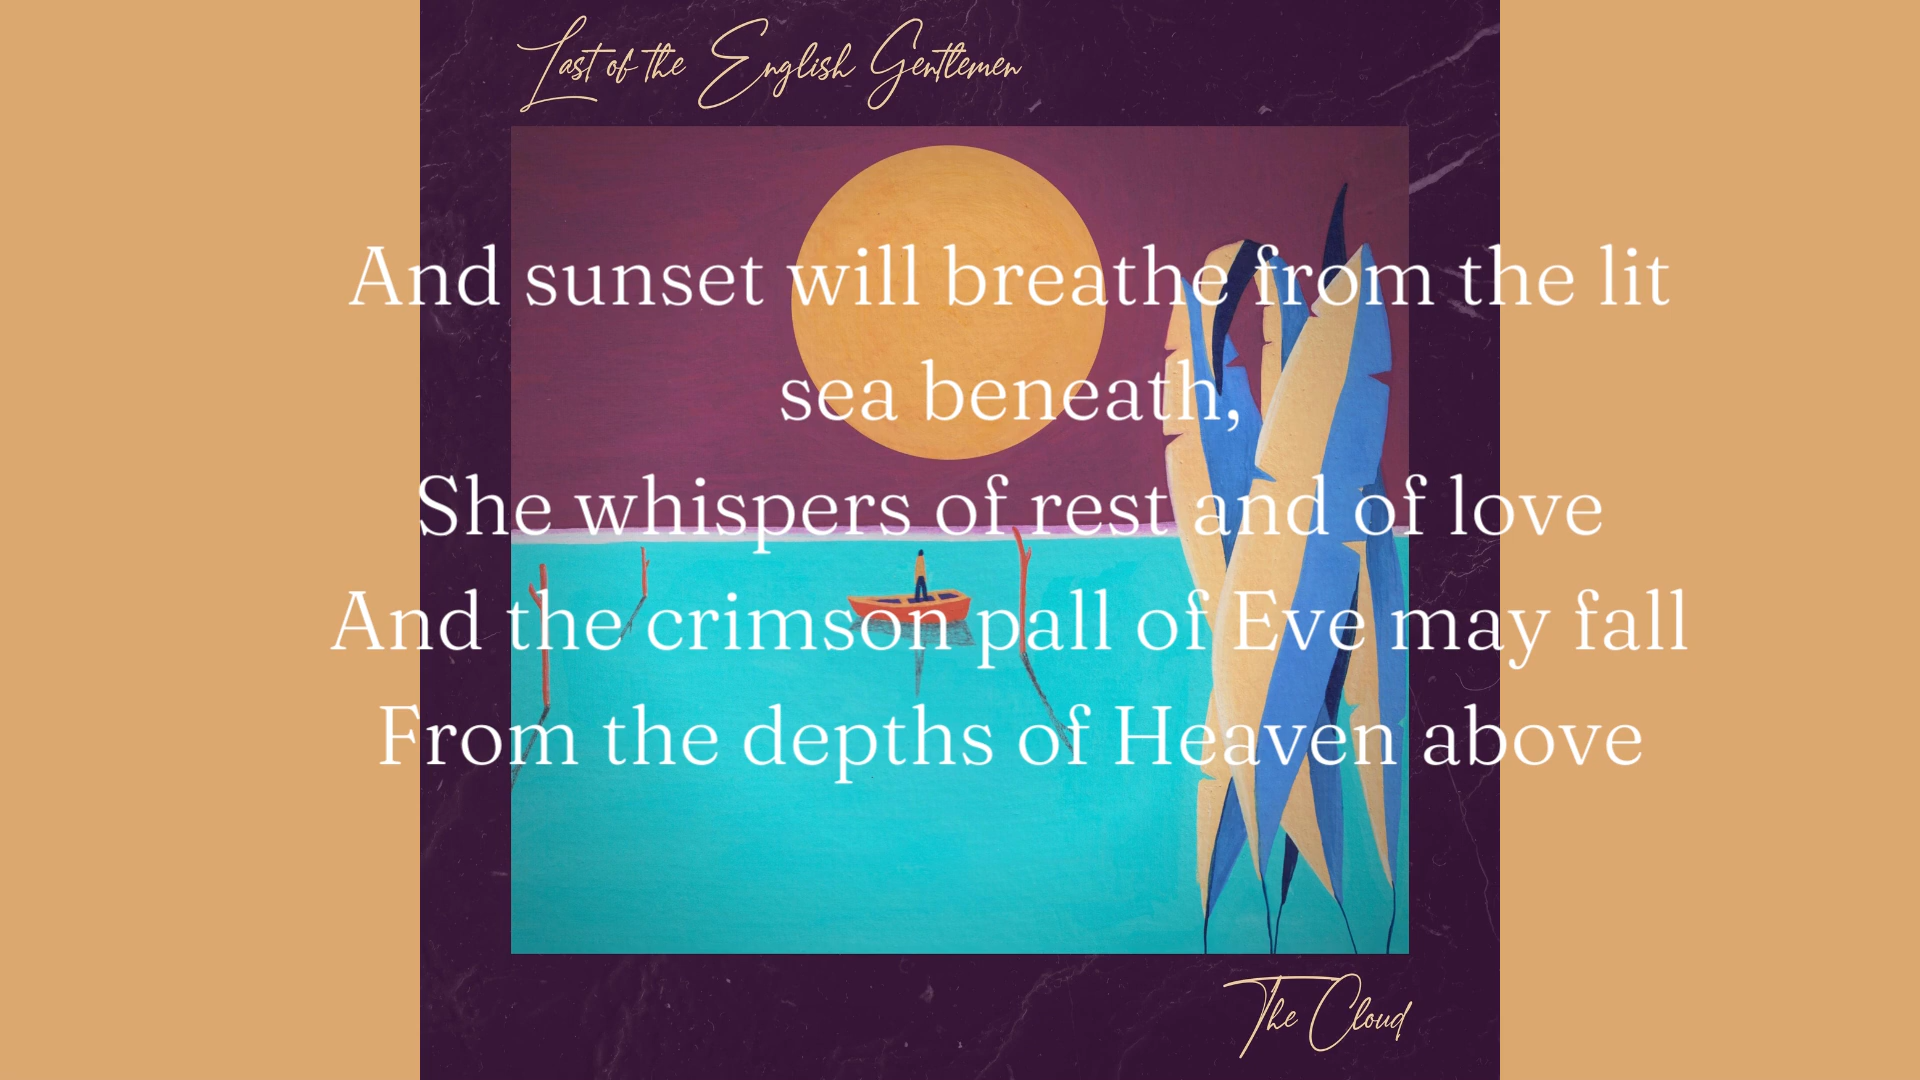 Last of the English Gentlemen
And sunset will breathe from the lit
sea beneath,
She whispers of rest and of love
And the crimson pall of Eve may fall
From the depths of Heaven above
The Cloud